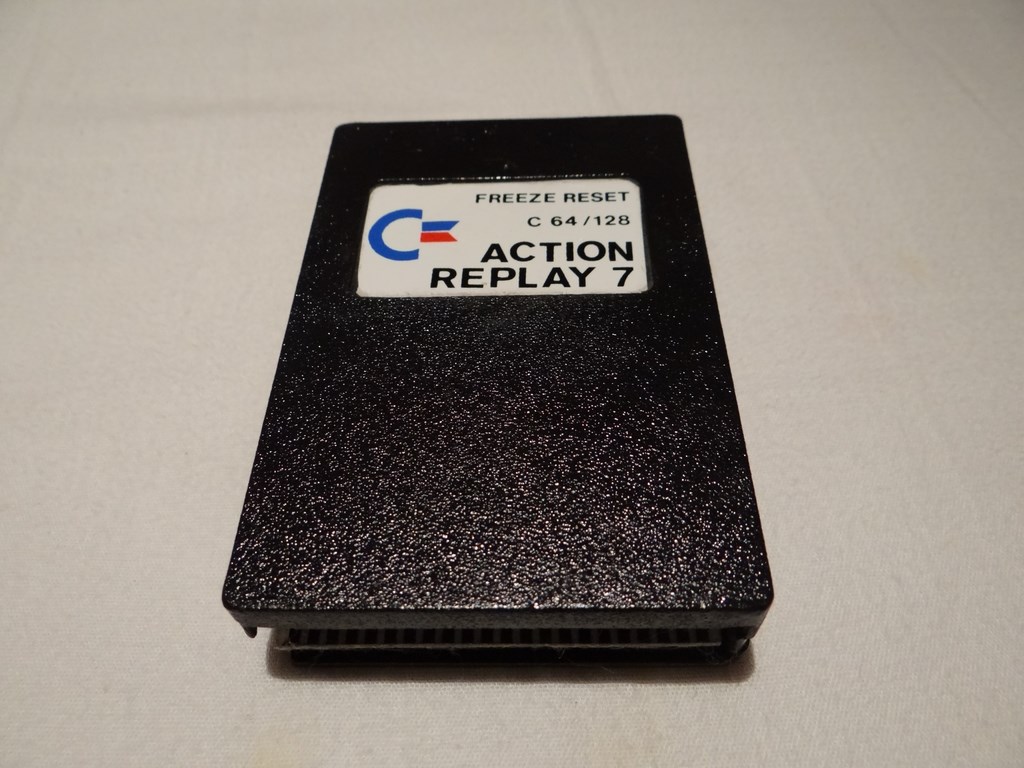 FREEZE RESET
C 64/128
ACTION
REPLAY 7